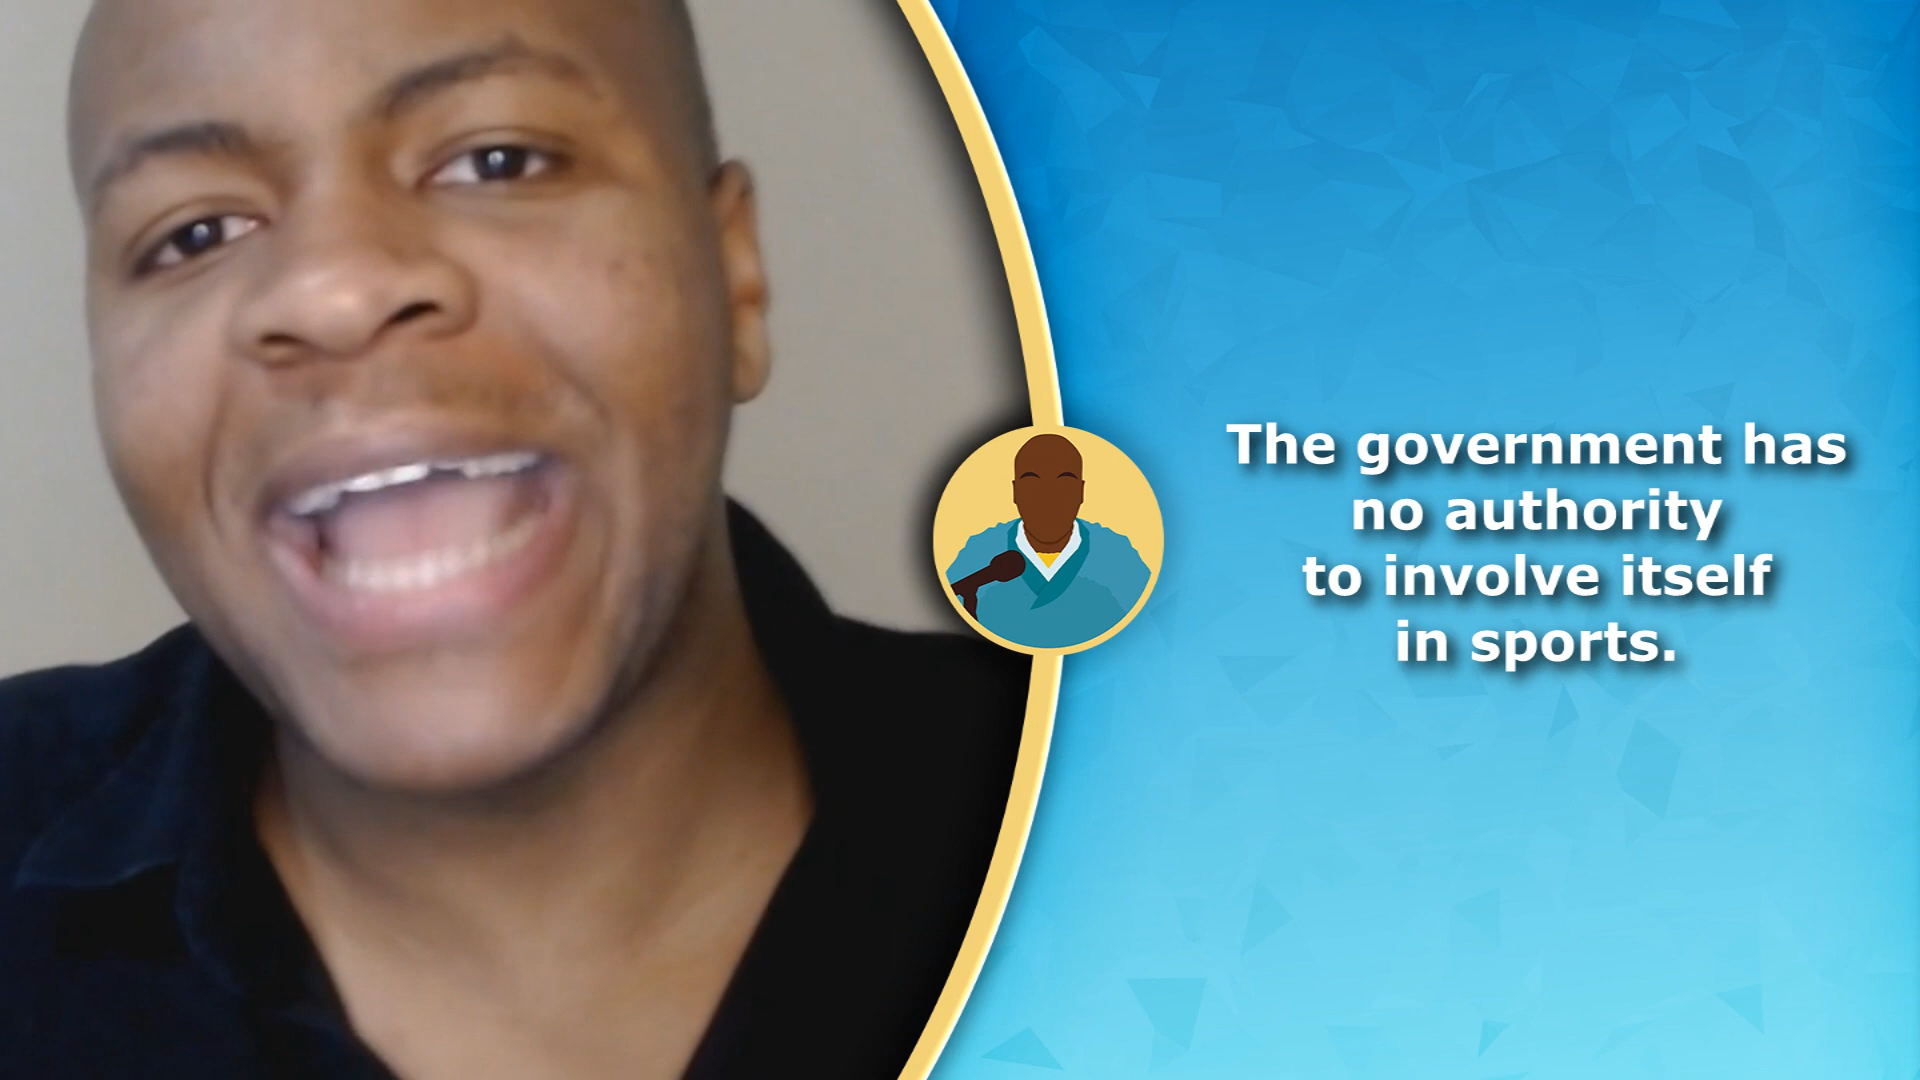 The government has
no authority
to involve itself
in sports.